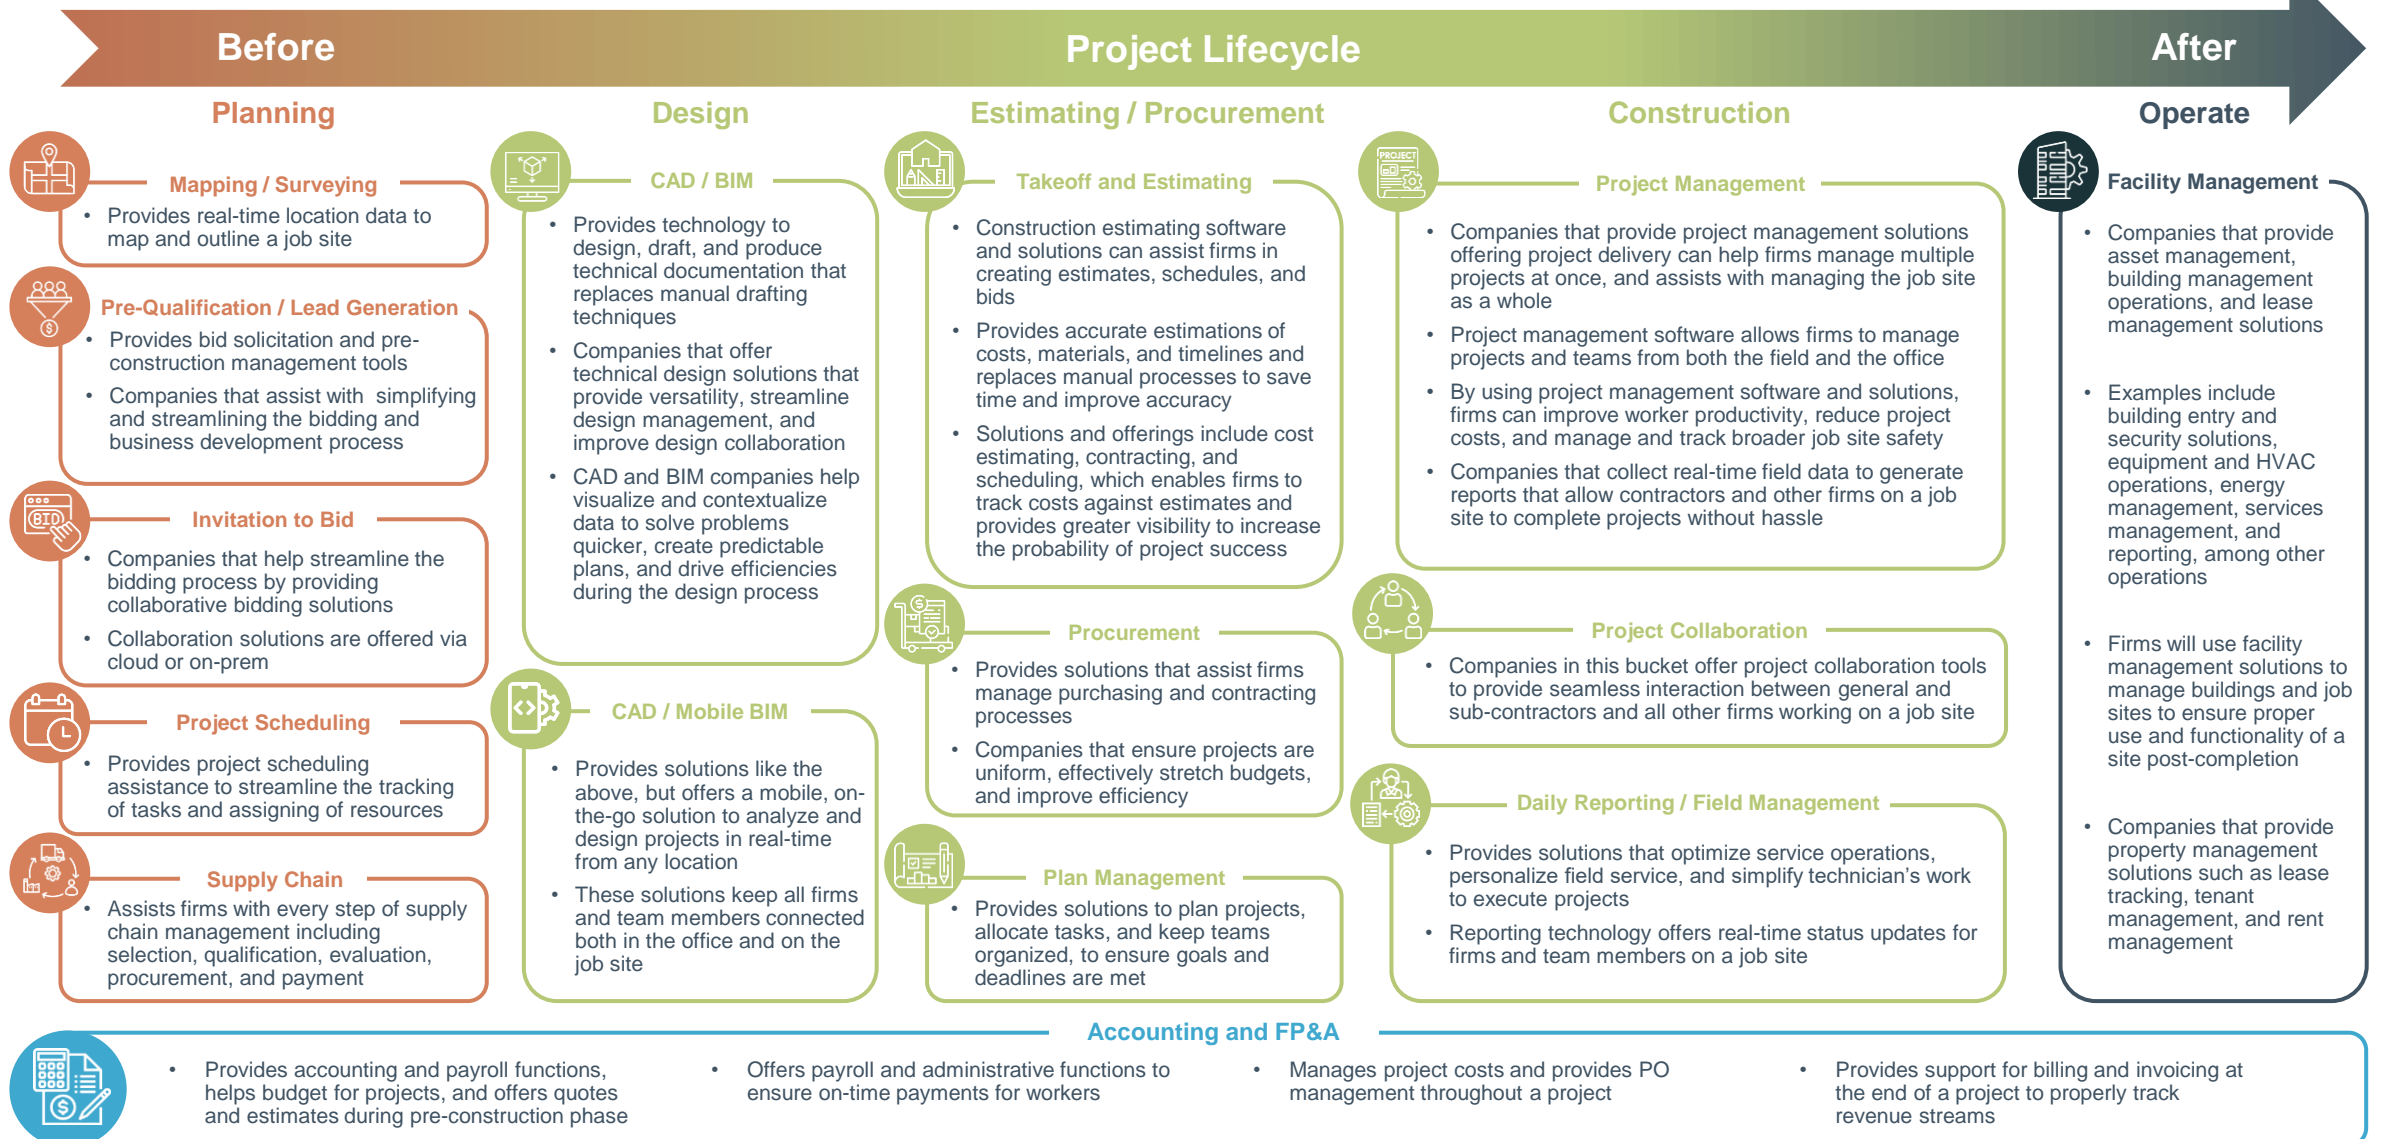 Before
Project Lifecycle
After
Planning
Mapping / Surveying
• Provides real-time location data to
map and outline a job site
Pre-Qualification / Lead Generation
• Provides bid solicitation and pre-
construction management tools
• Companies that assist with  simplifying
and streamlining the bidding and
business development process
BID
Invitation to Bid
• Companies that help streamline the
bidding process by providing
collaborative bidding solutions
• Collaboration solutions are offered via
cloud or on-prem
Project Scheduling
• Provides project scheduling
assistance to streamline the tracking
of tasks and assigning of resources
Supply Chain
• Assists firms with every step of supply
chain management including
selection, qualification, evaluation,
procurement, and payment
Design
CAD / BIM
• Provides technology to
design, draft, and produce
technical documentation that
replaces manual drafting
techniques
• Companies that offer
technical design solutions that
provide versatility, streamline
design management, and
improve design collaboration
• CAD and BIM companies help
visualize and contextualize
data to solve problems
quicker, create predictable
plans, and drive efficiencies
during the design process
CAD / Mobile BIM
• Provides solutions like the
above, but offers a mobile, on-
the-go solution to analyze and
design projects in real-time
from any location
• These solutions keep all firms
and team members connected
both in the office and on the
job site
Estimating / Procurement
Takeoff and Estimating
• Construction estimating software
and solutions can assist firms in
creating estimates, schedules, and
bids
• Provides accurate estimations of
costs, materials, and timelines and
replaces manual processes to save
time and improve accuracy
• Solutions and offerings include cost
estimating, contracting, and
scheduling, which enables firms to
track costs against estimates and
provides greater visibility to increase
the probability of project success
Procurement
• Provides solutions that assist firms
manage purchasing and contracting
processes
• Companies that ensure projects are
uniform, effectively stretch budgets,
and improve efficiency
Plan Management
• Provides solutions to plan projects,
allocate tasks, and keep teams
organized, to ensure goals and
deadlines are met
Construction
PROJECT
Project Management
• Companies that provide project management solutions
offering project delivery can help firms manage multiple
projects at once, and assists with managing the job site
as a whole
• Project management software allows firms to manage
projects and teams from both the field and the office
• By using project management software and solutions,
firms can improve worker productivity, reduce project
costs, and manage and track broader job site safety
• Companies that collect real-time field data to generate
reports that allow contractors and other firms on a job
site to complete projects without hassle
Project Collaboration
• Companies in this bucket offer project collaboration tools
to provide seamless interaction between general and
sub-contractors and all other firms working on a job site
Daily Reporting / Field Management
• Provides solutions that optimize service operations,
personalize field service, and simplify technician's work
to execute projects
• Reporting technology offers real-time status updates for
firms and team members on a job site
Operate
Facility Management
• Companies that provide
asset management,
building management
operations, and lease
management solutions
• Examples include
building entry and
security solutions,
equipment and HVAC
operations, energy
management, services
management, and
reporting, among other
operations
• Firms will use facility
management solutions to
manage buildings and job
sites to ensure proper
use and functionality of a
site post-completion
• Companies that provide
property management
solutions such as lease
tracking, tenant
management, and rent
management
Accounting and FP&A
• Provides accounting and payroll functions,
helps budget for projects, and offers quotes
and estimates during pre-construction phase
• Offers payroll and administrative functions to
ensure on-time payments for workers
• Manages project costs and provides PO
management throughout a project
• Provides support for billing and invoicing at
the end of a project to properly track
revenue streams